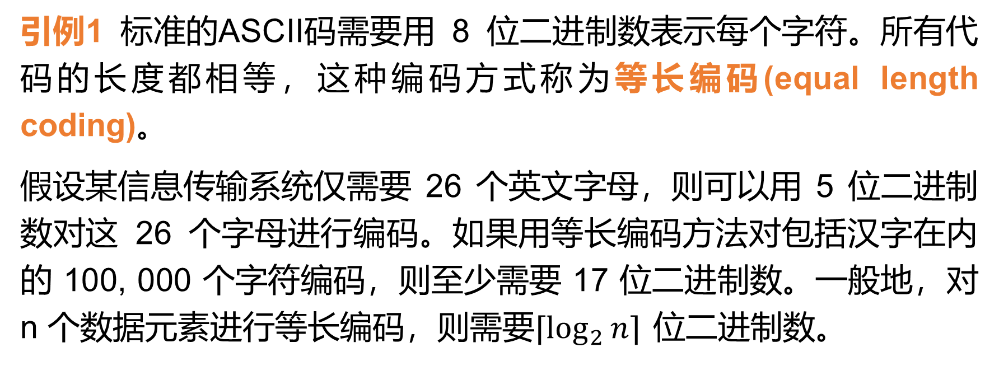 引例1 标准的ASCII码需要用 8 位二进制数表示每个字符。所有代
码的长度都相等，这种编码方式称为等长编码(equal length
coding)。
假设某信息传输系统仅需要 26 个英文字母，则可以用 5 位二进制
数对这 26 个字母进行编码。如果用等长编码方法对包括汉字在内
的 100, 000 个字符编码，则至少需要 17 位二进制数。一般地，对
n 个数据元素进行等长编码，则需要⌈log₂ n⌉ 位二进制数。